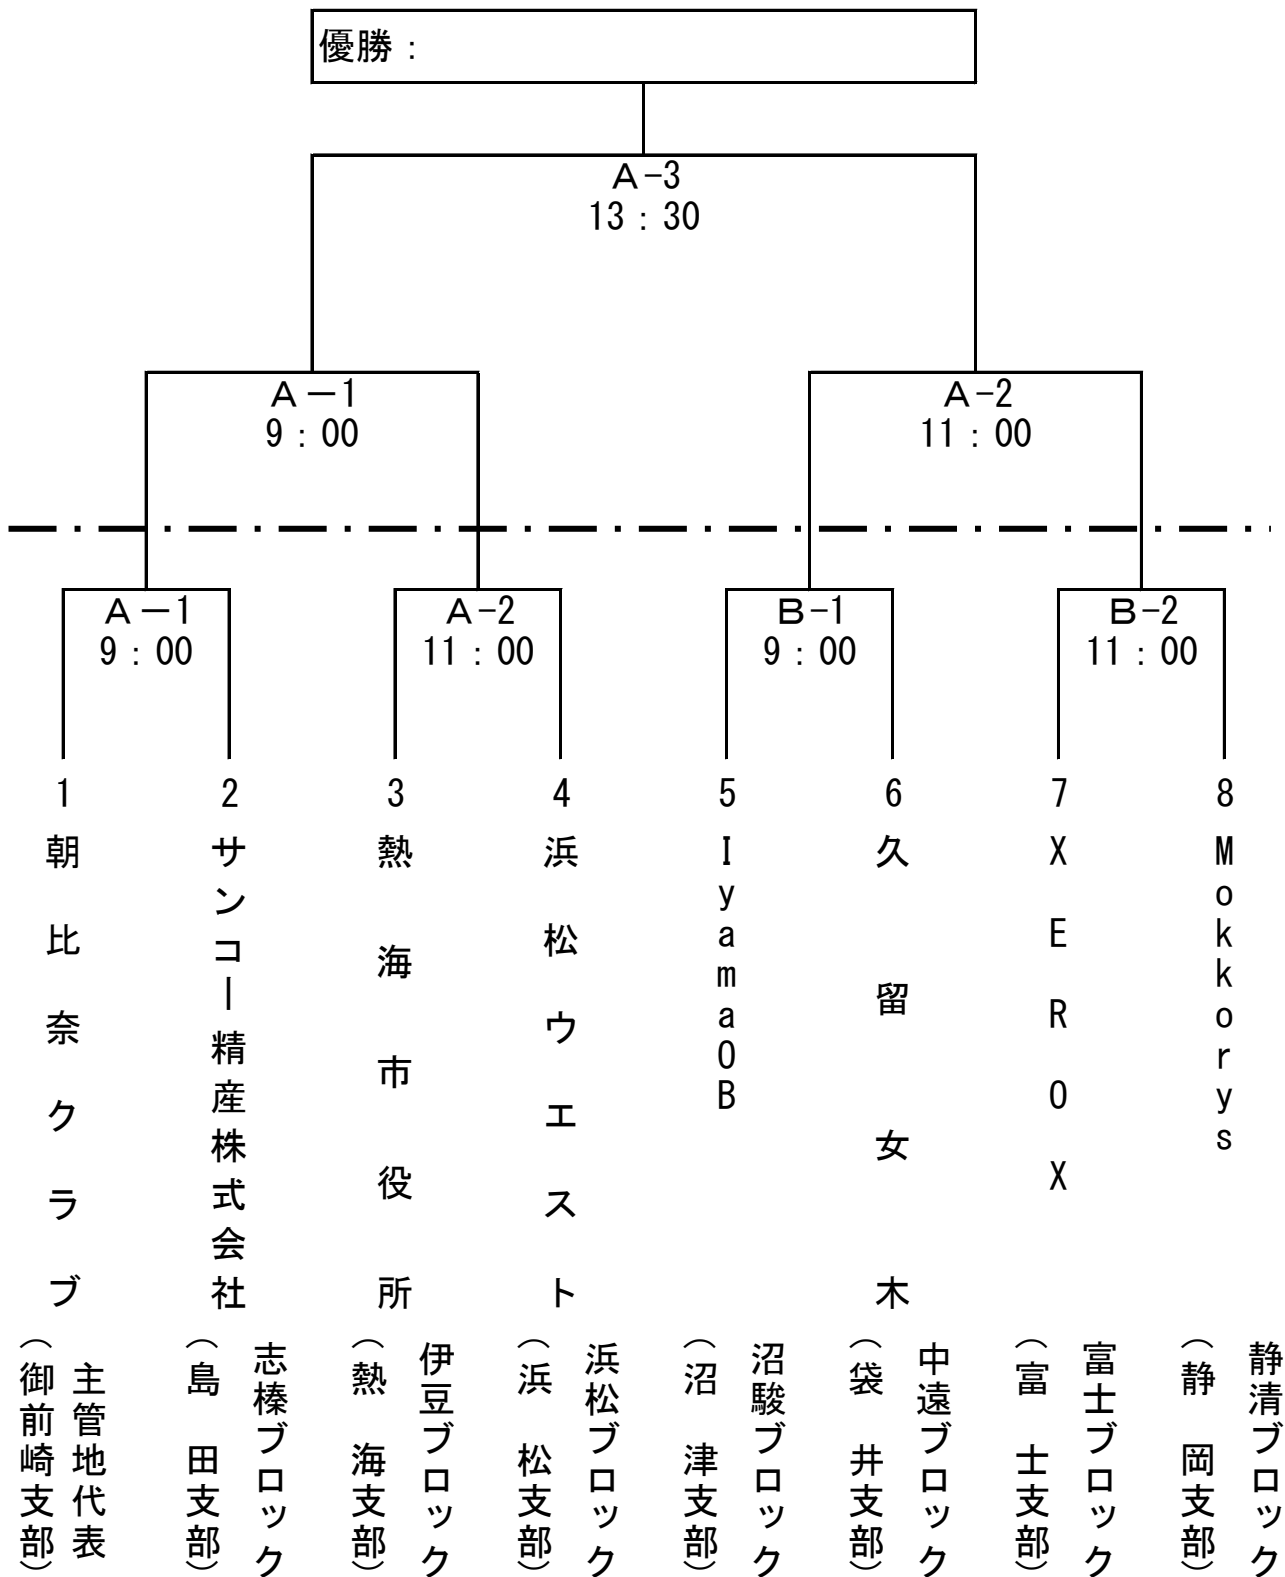 優勝：
A-3
13：30
A－1
9：00
A-2
11：00
A－1
9：00
A-2
11：00
B-1
9：00
B-2
11：00
1
2
3
4
5
6
7
8
朝比奈クラブ
サンコー精産株式会社
熱海市役所
浜松ウエスト
IyamaOB
久留女木
XEROX
Mokkorys
主管地代表
（御前崎支部）
志榛ブロック
（島田支部）
伊豆ブロック
（熱海支部）
浜松ブロック
（浜松支部）
沼駿ブロック
（沼津支部）
中遠ブロック
（袋井支部）
富士ブロック
（富士支部）
静清ブロック
（静岡支部）